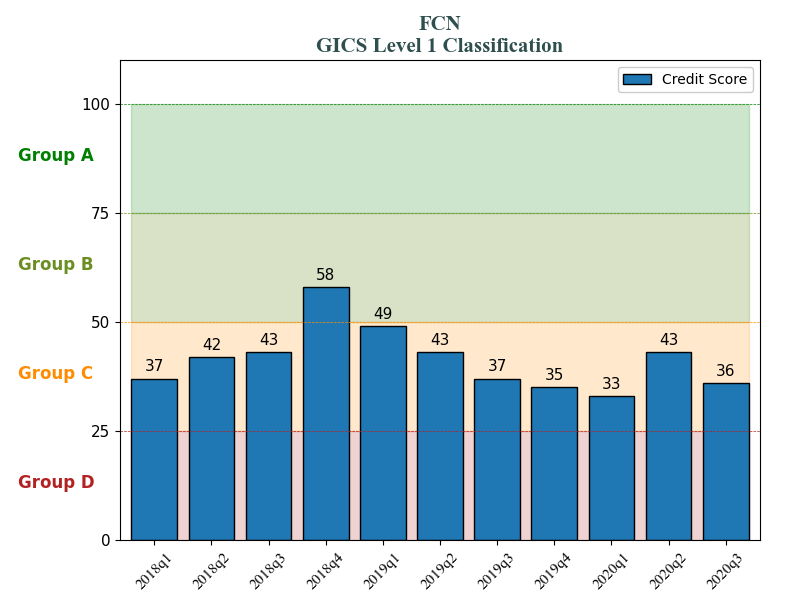 FCN
GICS Level 1 Classification
Credit Score
100
Group A
75
Group B
58
50
49
43
43
43
42
Group C
37
37
36
35
33
25
Group D
0
2018q1
2018q2
2018q3
2018q4
2019q1
2019q2
2019q3
2019q4
2020q1
2020q2
2020q3